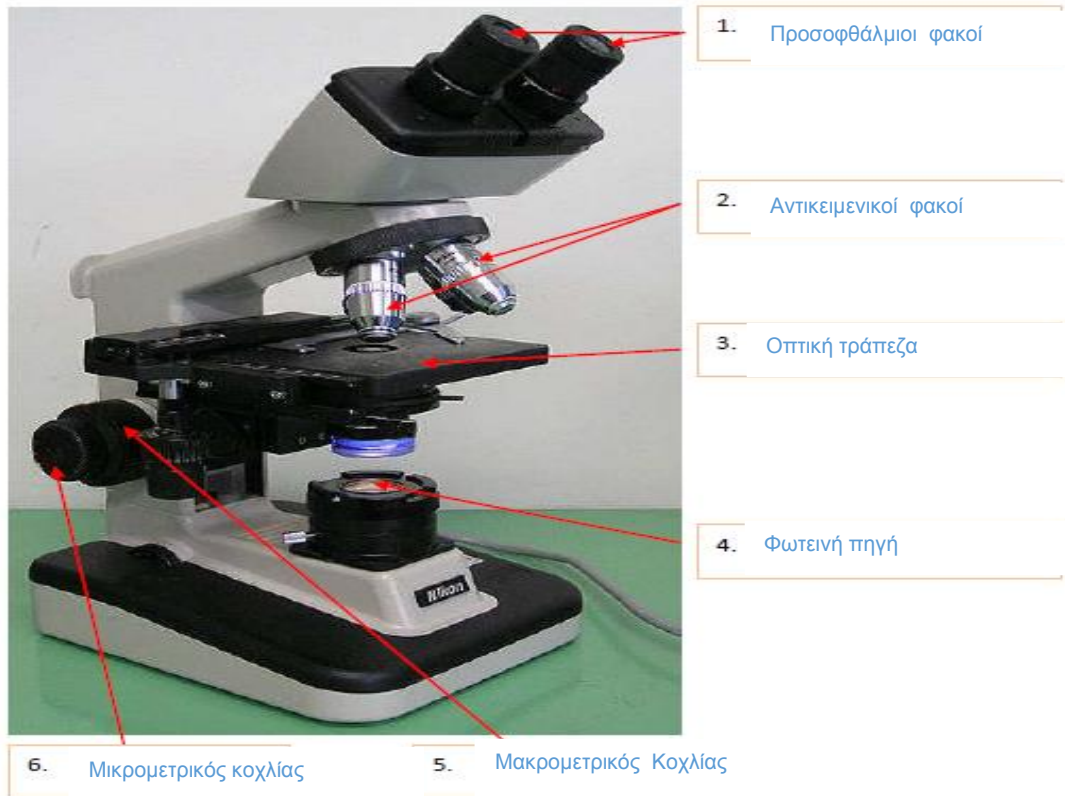 1. Προσοφθάλμιοι φακοί
2. Αντικειμενικοί φακοί
3. Οπτική τράπεζα
4. Φωτεινή πηγή
Nikon
6. Μικρομετρικός κοχλίας
5. Μακρομετρικός Κοχλίας